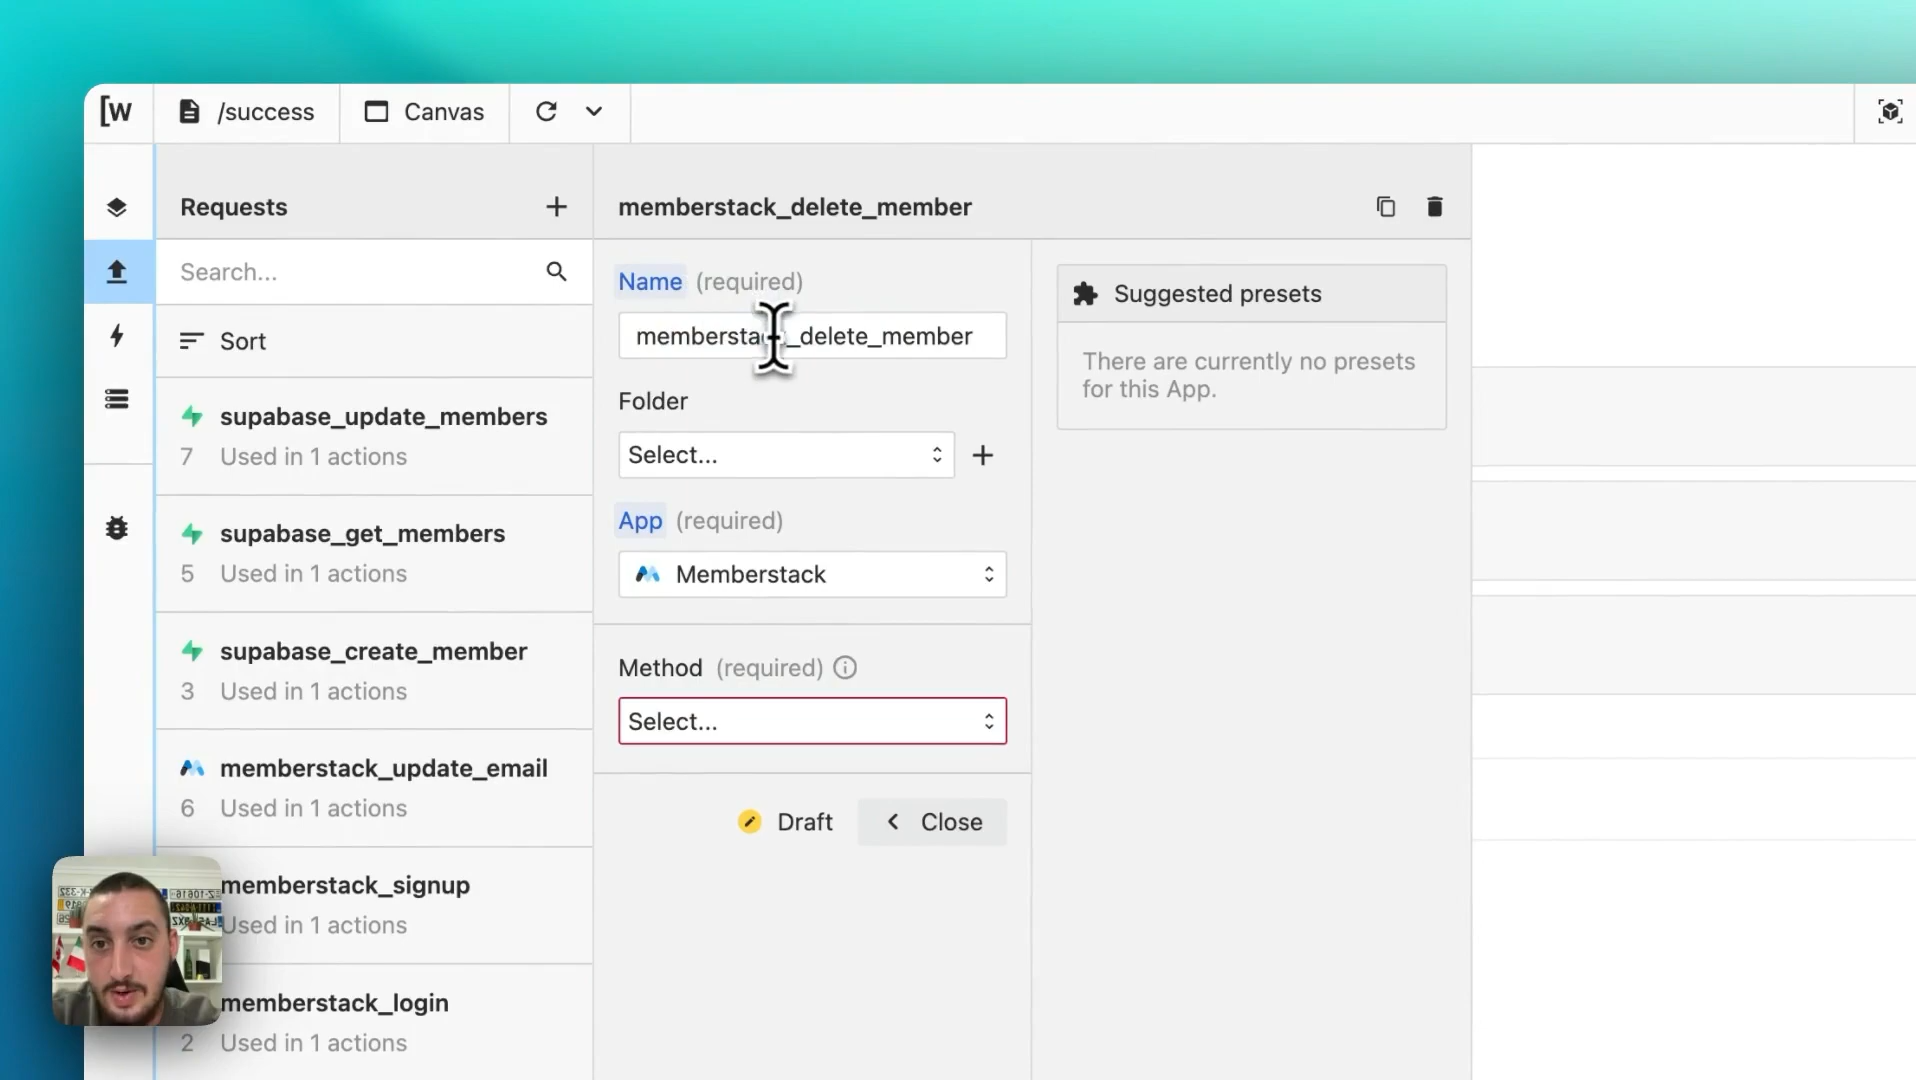 [W
/success
Canvas
Requests
Search...
Sort
supabase_update_members
7 Used in 1 actions
supabase_get_members
5 Used in 1 actions
supabase_create_member
3 Used in 1 actions
memberstack_update_email
6 Used in 1 actions
memberstack_signup
Used in 1 actions
memberstack_login
2 Used in 1 actions
memberstack_delete_member
Name (required)
memberstack_delete_member
Folder
Select...
App (required)
Memberstack
Method (required)
Select...
Draft
Close
Suggested presets
There are currently no presets
for this App.